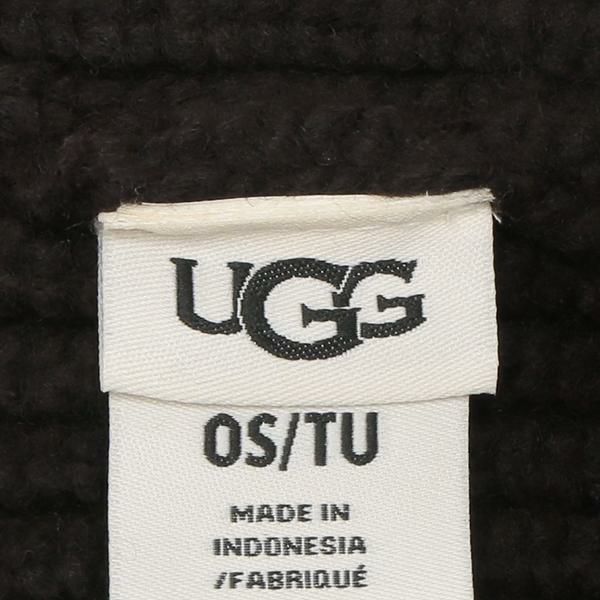 UGG
OS/TU
MADE IN
INDONESIA
/FABRIQUÉ